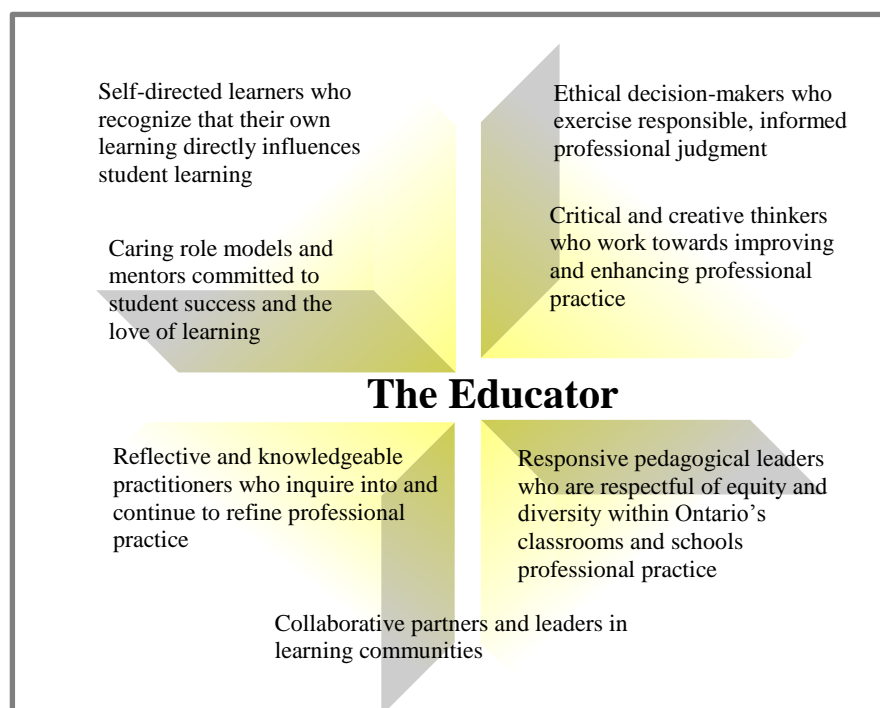 Self-directed learners who
recognize that their own
learning directly influences
student learning
Ethical decision-makers who
exercise responsible, informed
professional judgment
Caring role models and
mentors committed to
student success and the
love of learning
Critical and creative thinkers
who work towards improving
and enhancing professional
practice
The Educator
Reflective and knowledgeable
practitioners who inquire into and
continue to refine professional
practice
Responsive pedagogical leaders
who are respectful of equity and
diversity within Ontario’s
classrooms and schools
professional practice
Collaborative partners and leaders in
learning communities